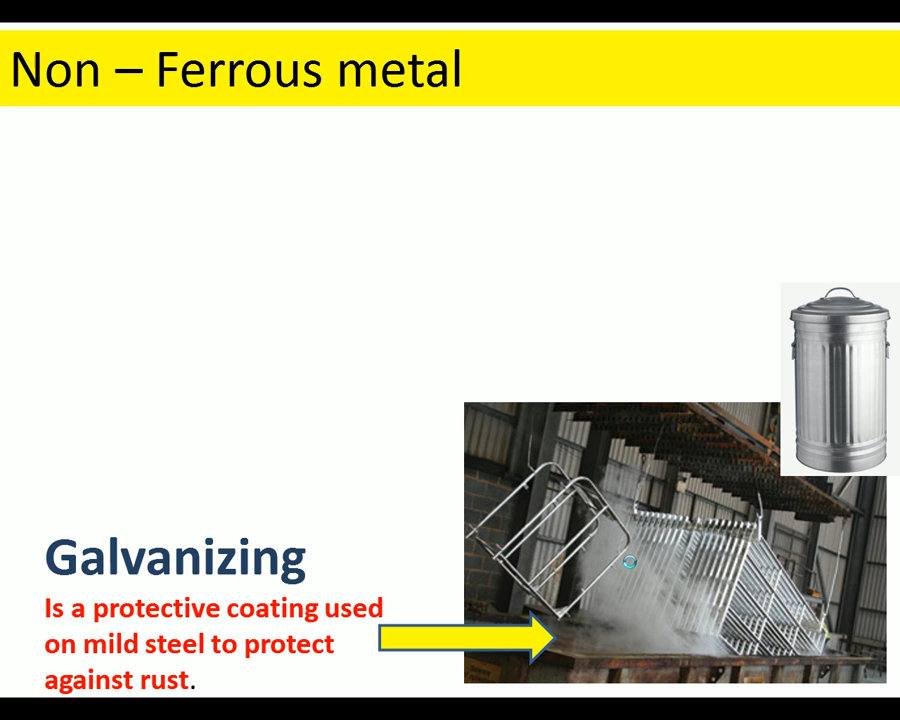 Non – Ferrous metal
Galvanizing
Is a protective coating used
on mild steel to protect
against rust.